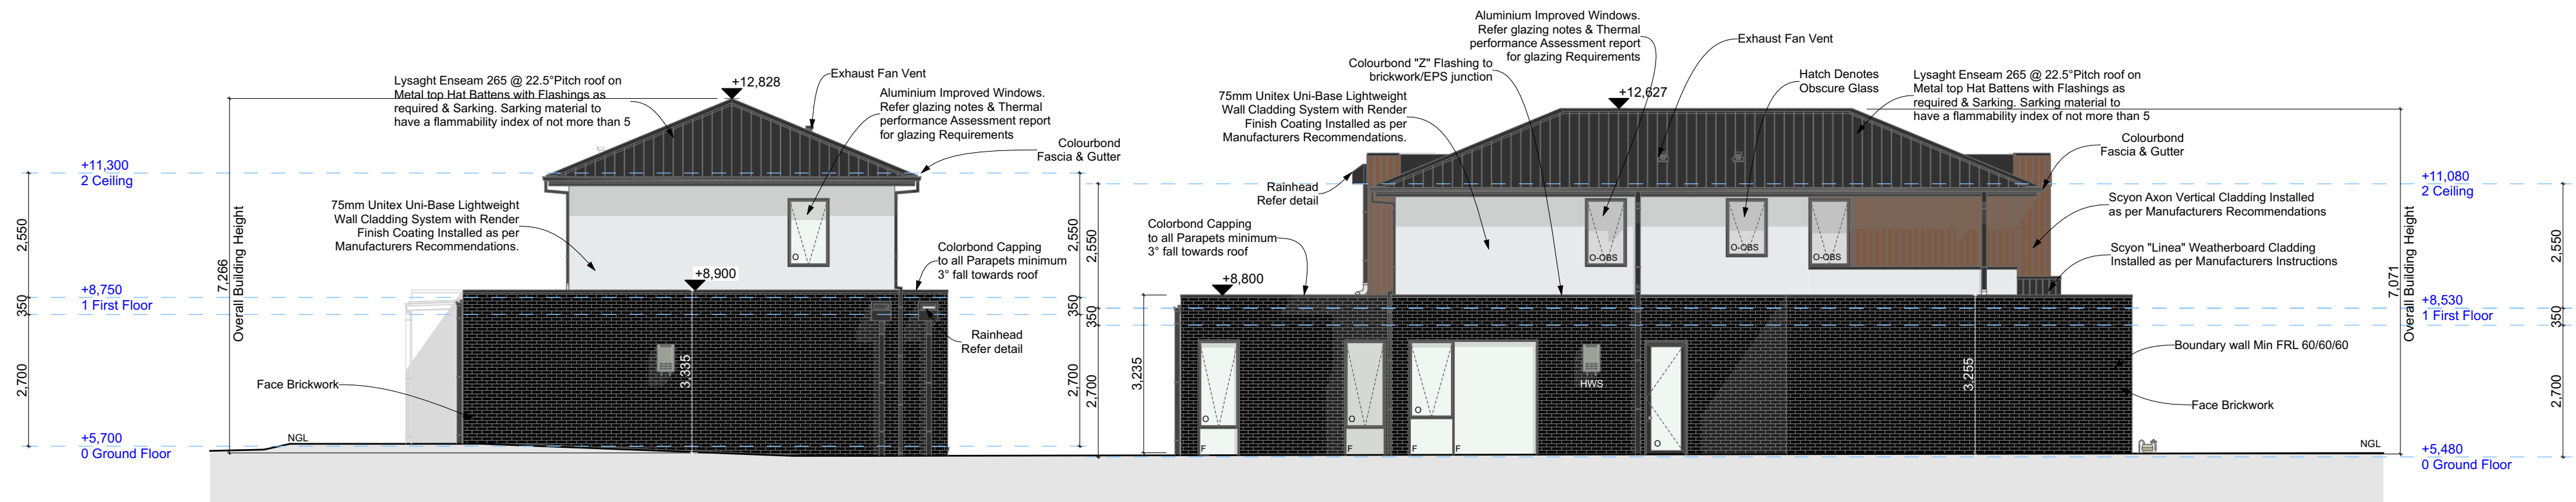 Lysaght Enseam 265 @ 22.5°Pitch roof on
Metal top Hat Battens with Flashings as
required & Sarking. Sarking material to
have a flammability index of not more than 5
+12,828
Exhaust Fan Vent
Aluminium Improved Windows.
Refer glazing notes & Thermal
performance Assessment report
for glazing Requirements
Colourbond
Fascia & Gutter
+11,300
2 Ceiling
75mm Unitex Uni-Base Lightweight
Wall Cladding System with Render
Finish Coating Installed as per
Manufacturers Recommendations.
O
Colorbond Capping
to all Parapets minimum
3° fall towards roof
+8,900
+8,750
1 First Floor
Rainhead
Refer detail
Face Brickwork
NGL
+5,700
0 Ground Floor
2,550
350
2,700
7,266
Overall Building Height
3,335
2,550
350
2,700
2,550
350
2,700
Aluminium Improved Windows.
Refer glazing notes & Thermal
performance Assessment report
for glazing Requirements
Exhaust Fan Vent
Colourbond "Z" Flashing to
brickwork/EPS junction
Hatch Denotes
Obscure Glass
Lysaght Enseam 265 @ 22.5°Pitch roof on
Metal top Hat Battens with Flashings as
required & Sarking. Sarking material to
have a flammability index of not more than 5
75mm Unitex Uni-Base Lightweight
Wall Cladding System with Render
Finish Coating Installed as per
Manufacturers Recommendations.
+12,627
Colourbond
Fascia & Gutter
Rainhead
Refer detail
+11,080
2 Ceiling
Scyon Axon Vertical Cladding Installed
as per Manufacturers Recommendations
Colorbond Capping
to all Parapets minimum
3° fall towards roof
O-OBS
O-OBS
O-OBS
Scyon "Linea" Weatherboard Cladding
Installed as per Manufacturers Instructions
+8,800
+8,530
1 First Floor
Boundary wall Min FRL 60/60/60
HWS
Face Brickwork
O
O
O
O
F
F
F
F
NGL
+5,480
0 Ground Floor
3,235
3,255
7,071
Overall Building Height
2,550
350
2,700